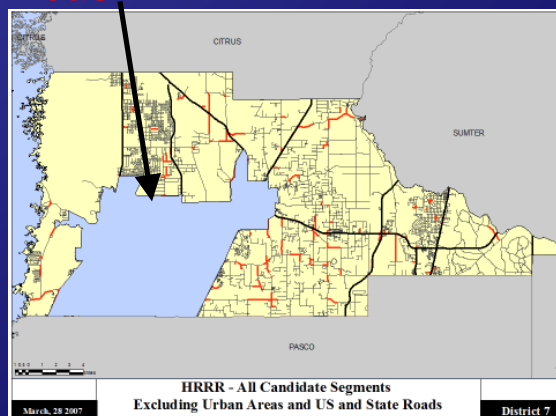 CITRUS
CITRUS
SUMTER
PASCO
HRRR - All Candidate Segments
Excluding Urban Areas and US and State Roads
March, 28 2007
District 7